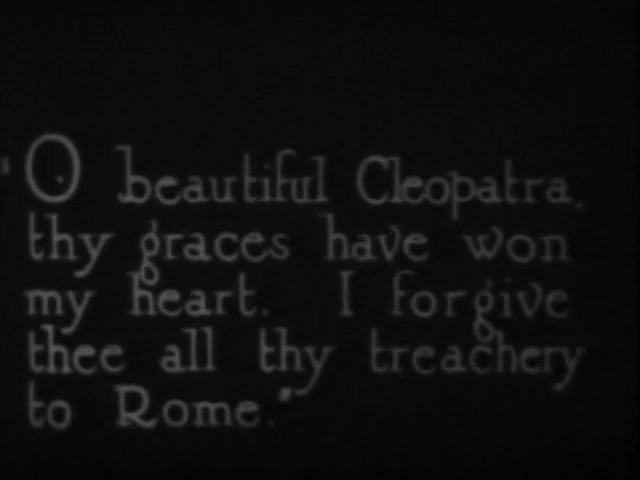 "O beautiful Cleopatra,
thy graces have won
my heart. I forgive
thee all thy treachery
to Rome."